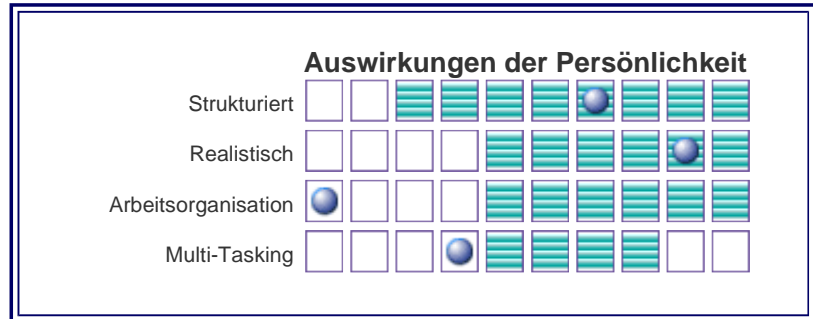 Auswirkungen der Persönlichkeit
Strukturiert
Realistisch
Arbeitsorganisation
Multi-Tasking